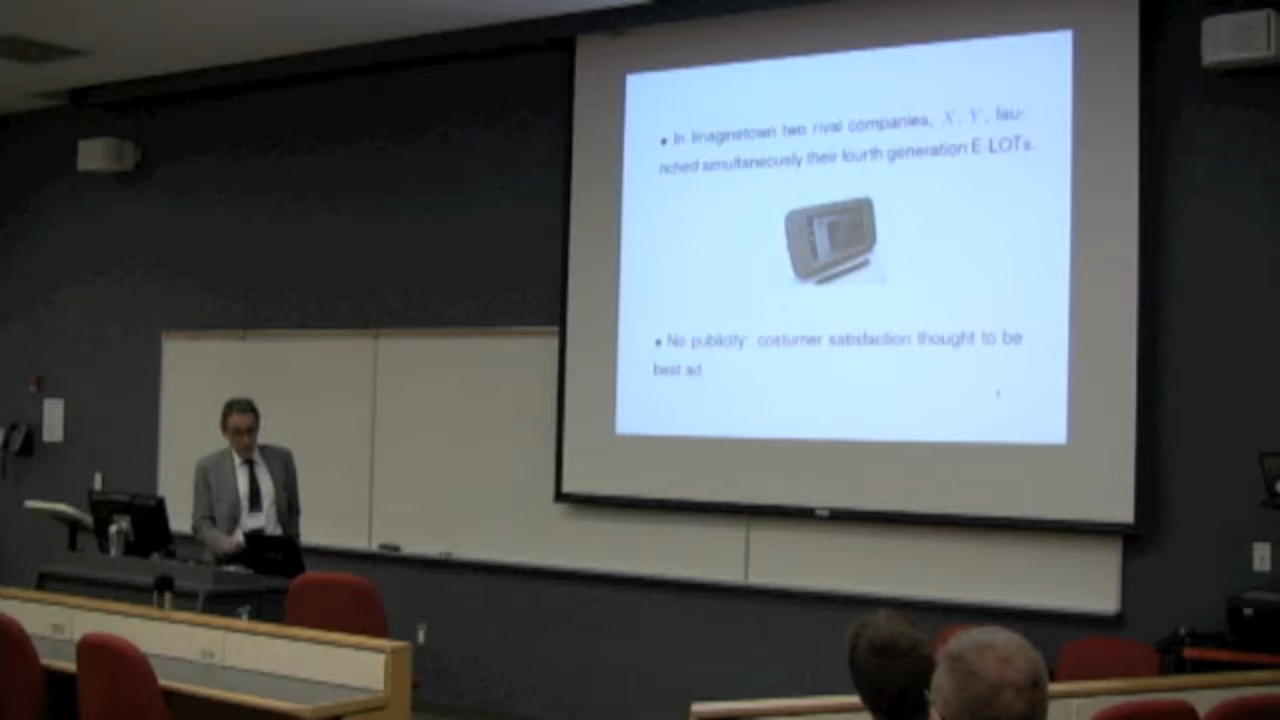 • In Imaginetown two rival companies, X, Y, lau-
nched simultaneously their fourth generation E-LOTs.
• No publicity: costumer satisfaction thought to be
best ad